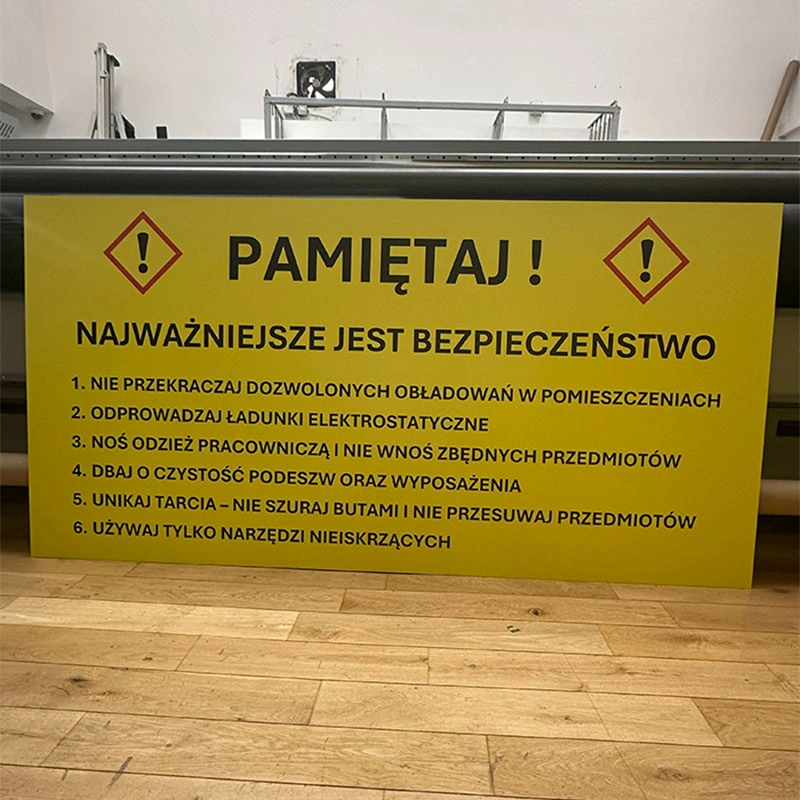 PAMIĘTAJ !
NAJWAŻNIEJSZE JEST BEZPIECZEŃSTWO
1. NIE PRZEKRACZAJ DOZWOLONYCH OBŁADOWAŃ W POMIESZCZENIACH
2. ODPROWADZAJ ŁADUNKI ELEKTROSTATYCZNE
3. NOŚ ODZIEŻ PRACOWNICZĄ I NIE WNOŚ ZBĘDNYCH PRZEDMIOTÓW
4. DBAJ O CZYSTOŚĆ PODESZW ORAZ WYPOSAŻENIA
5. UNIKAJ TARCIA – NIE SZURAJ BUTAMI I NIE PRZESUWAJ PRZEDMIOTÓW
6. UŻYWAJ TYLKO NARZĘDZI NIEISKRZĄCYCH